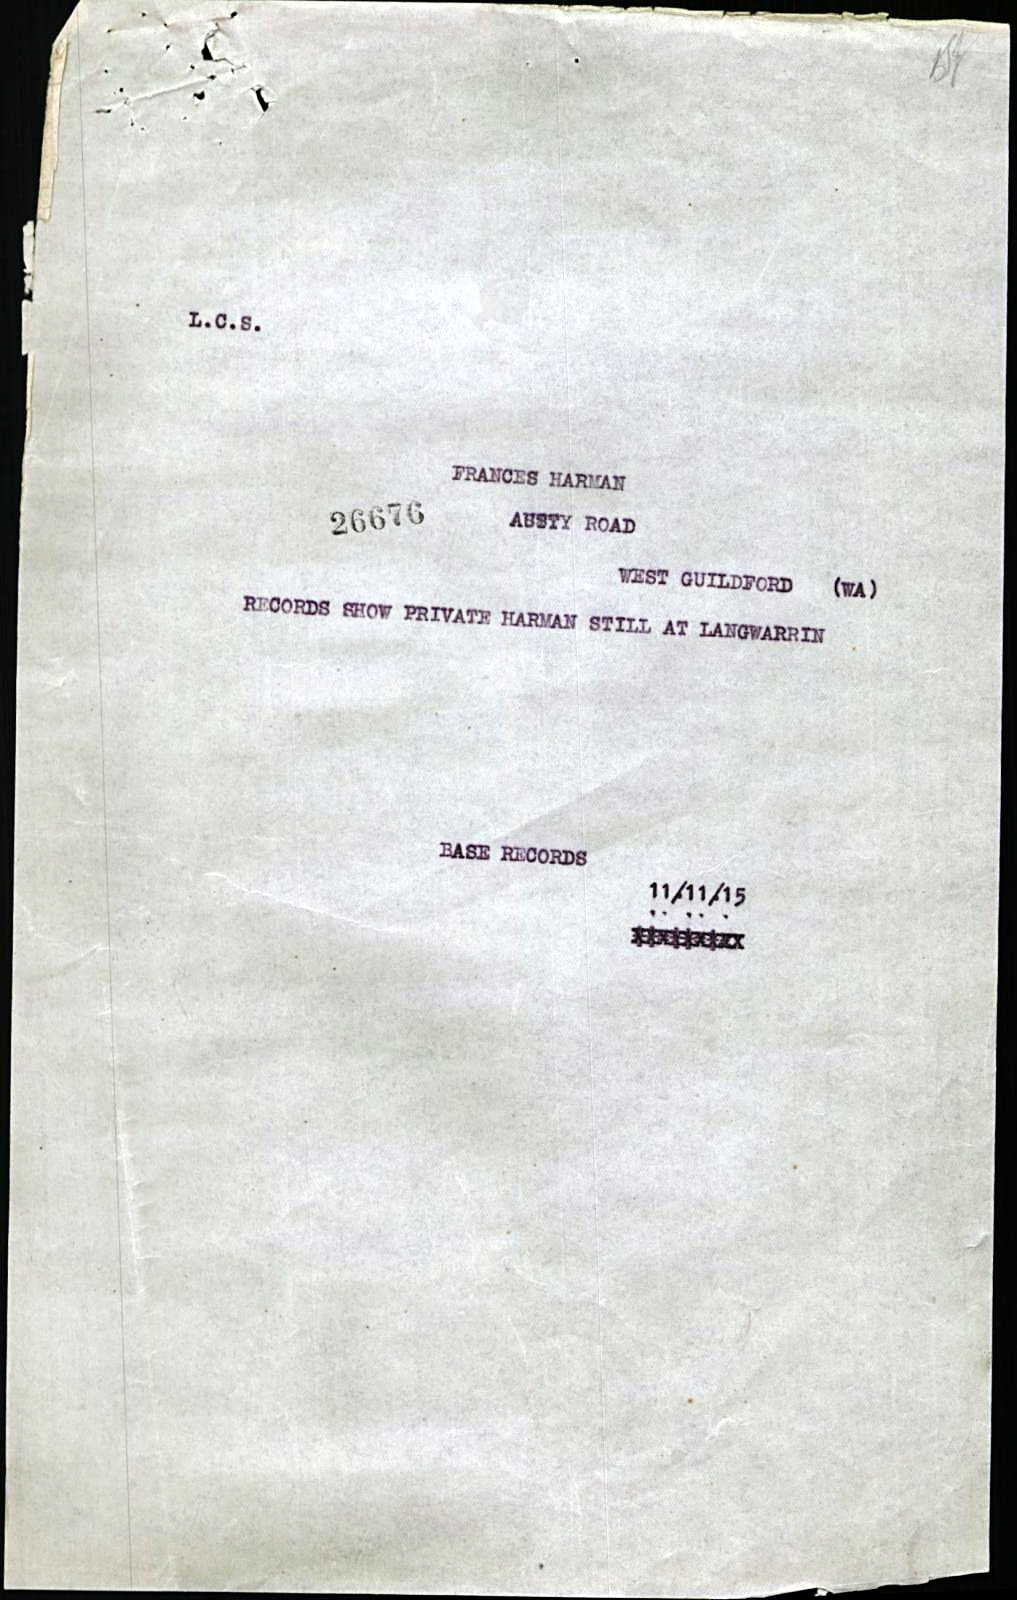 L.C.S.
FRANCES HARMAN
26676 AUSTY ROAD
WEST GUILDFORD (WA)
RECORDS SHOW PRIVATE HARMAN STILL AT LANGWARRIN
BASE RECORDS
11/11/15